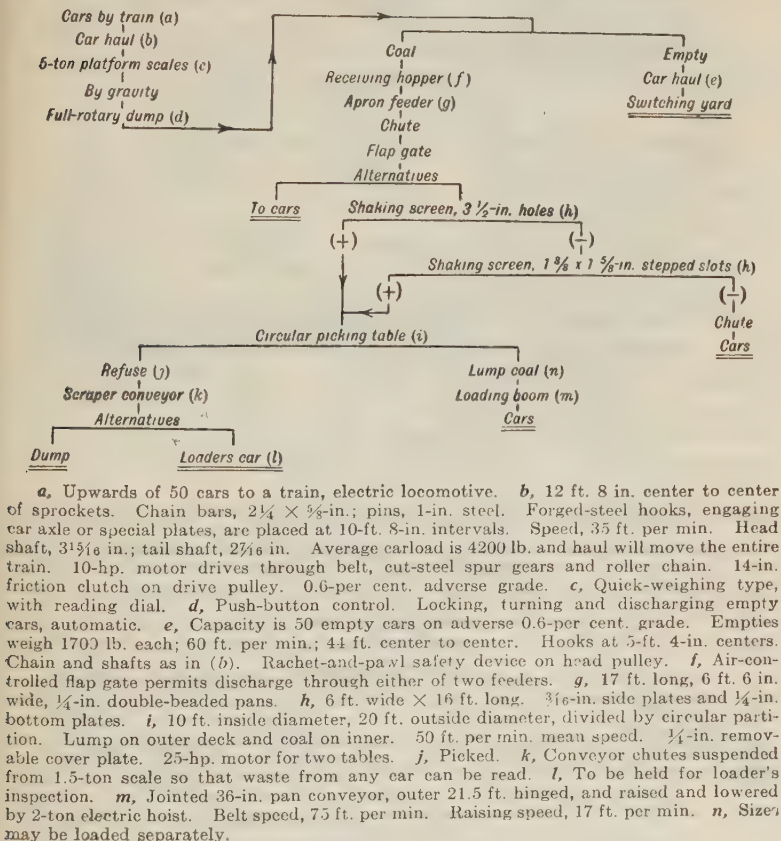 Cars by train (a)
Car haul (b)
5-ton platform scales (c)
By gravity
Full-rotary dump (d)
Coal
Receiving hopper (f)
Apron feeder (g)
Chute
Flap gate
Alternatives
Empty
Car haul (e)
Switching yard
To cars
Shaking screen, 3 ½-in. holes (h)
(+)
(-)
Shaking screen, 1 ⅜ x 1 ⅝-in. stepped slots (h)
(+)
(-)
Chute
Cars
Circular picking table (i)
Refuse (j)
Scraper conveyor (k)
Alternatives
Dump
Loaders car (l)
Lump coal (n)
Loading boom (m)
Cars
a, Upwards of 50 cars to a train, electric locomotive. b, 12 ft. 8 in. center to center
of sprockets. Chain bars, 2¼ × ⅝-in.; pins, 1-in. steel. Forged-steel hooks, engaging
car axle or special plates, are placed at 10-ft. 8-in. intervals. Speed, 35 ft. per min. Head
shaft, 3 15/16 in.; tail shaft, 2 7/16 in. Average carload is 4200 lb. and haul will move the entire
train. 10-hp. motor drives through belt, cut-steel spur gears and roller chain. 14-in.
friction clutch on drive pulley. 0.6-per cent. adverse grade. c, Quick-weighing type,
with reading dial. d, Push-button control. Locking, turning and discharging empty
cars, automatic. e, Capacity is 50 empty cars on adverse 0.6-per cent. grade. Empties
weigh 1700 lb. each; 60 ft. per min.; 44 ft. center to center. Hooks at 5-ft. 4-in. centers.
Chain and shafts as in (b). Rachet-and-pawl safety device on head pulley. f, Air-con-
trolled flap gate permits discharge through either of two feeders. g, 17 ft. long, 6 ft. 6 in.
wide, ¼-in. double-beaded pans. h, 6 ft. wide × 16 ft. long. 3/16-in. side plates and ¼-in.
bottom plates. i, 10 ft. inside diameter, 20 ft. outside diameter, divided by circular parti-
tion. Lump on outer deck and coal on inner. 50 ft. per min. mean speed. ¼-in. remov-
able cover plate. 25-hp. motor for two tables. j, Picked. k, Conveyor chutes suspended
from 1.5-ton scale so that waste from any car can be read. l, To be held for loader's
inspection. m, Jointed 36-in. pan conveyor, outer 21.5 ft. hinged, and raised and lowered
by 2-ton electric hoist. Belt speed, 75 ft. per min. Raising speed, 17 ft. per min. n, Sizes
may be loaded separately.